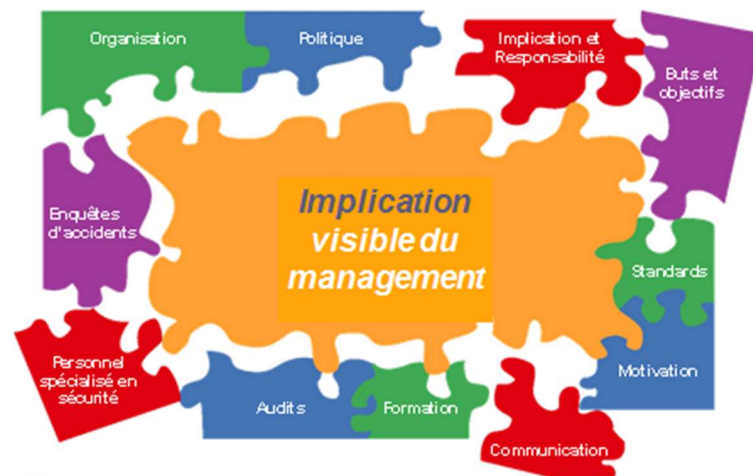 Organisation
Politique
Implication et
Responsabilité
Buts et
objectifs
Enquêtes
d'accidents
Implication
visible du
management
Standards
Personnel
spécialisé en
sécurité
Audits
Formation
Motivation
Communication